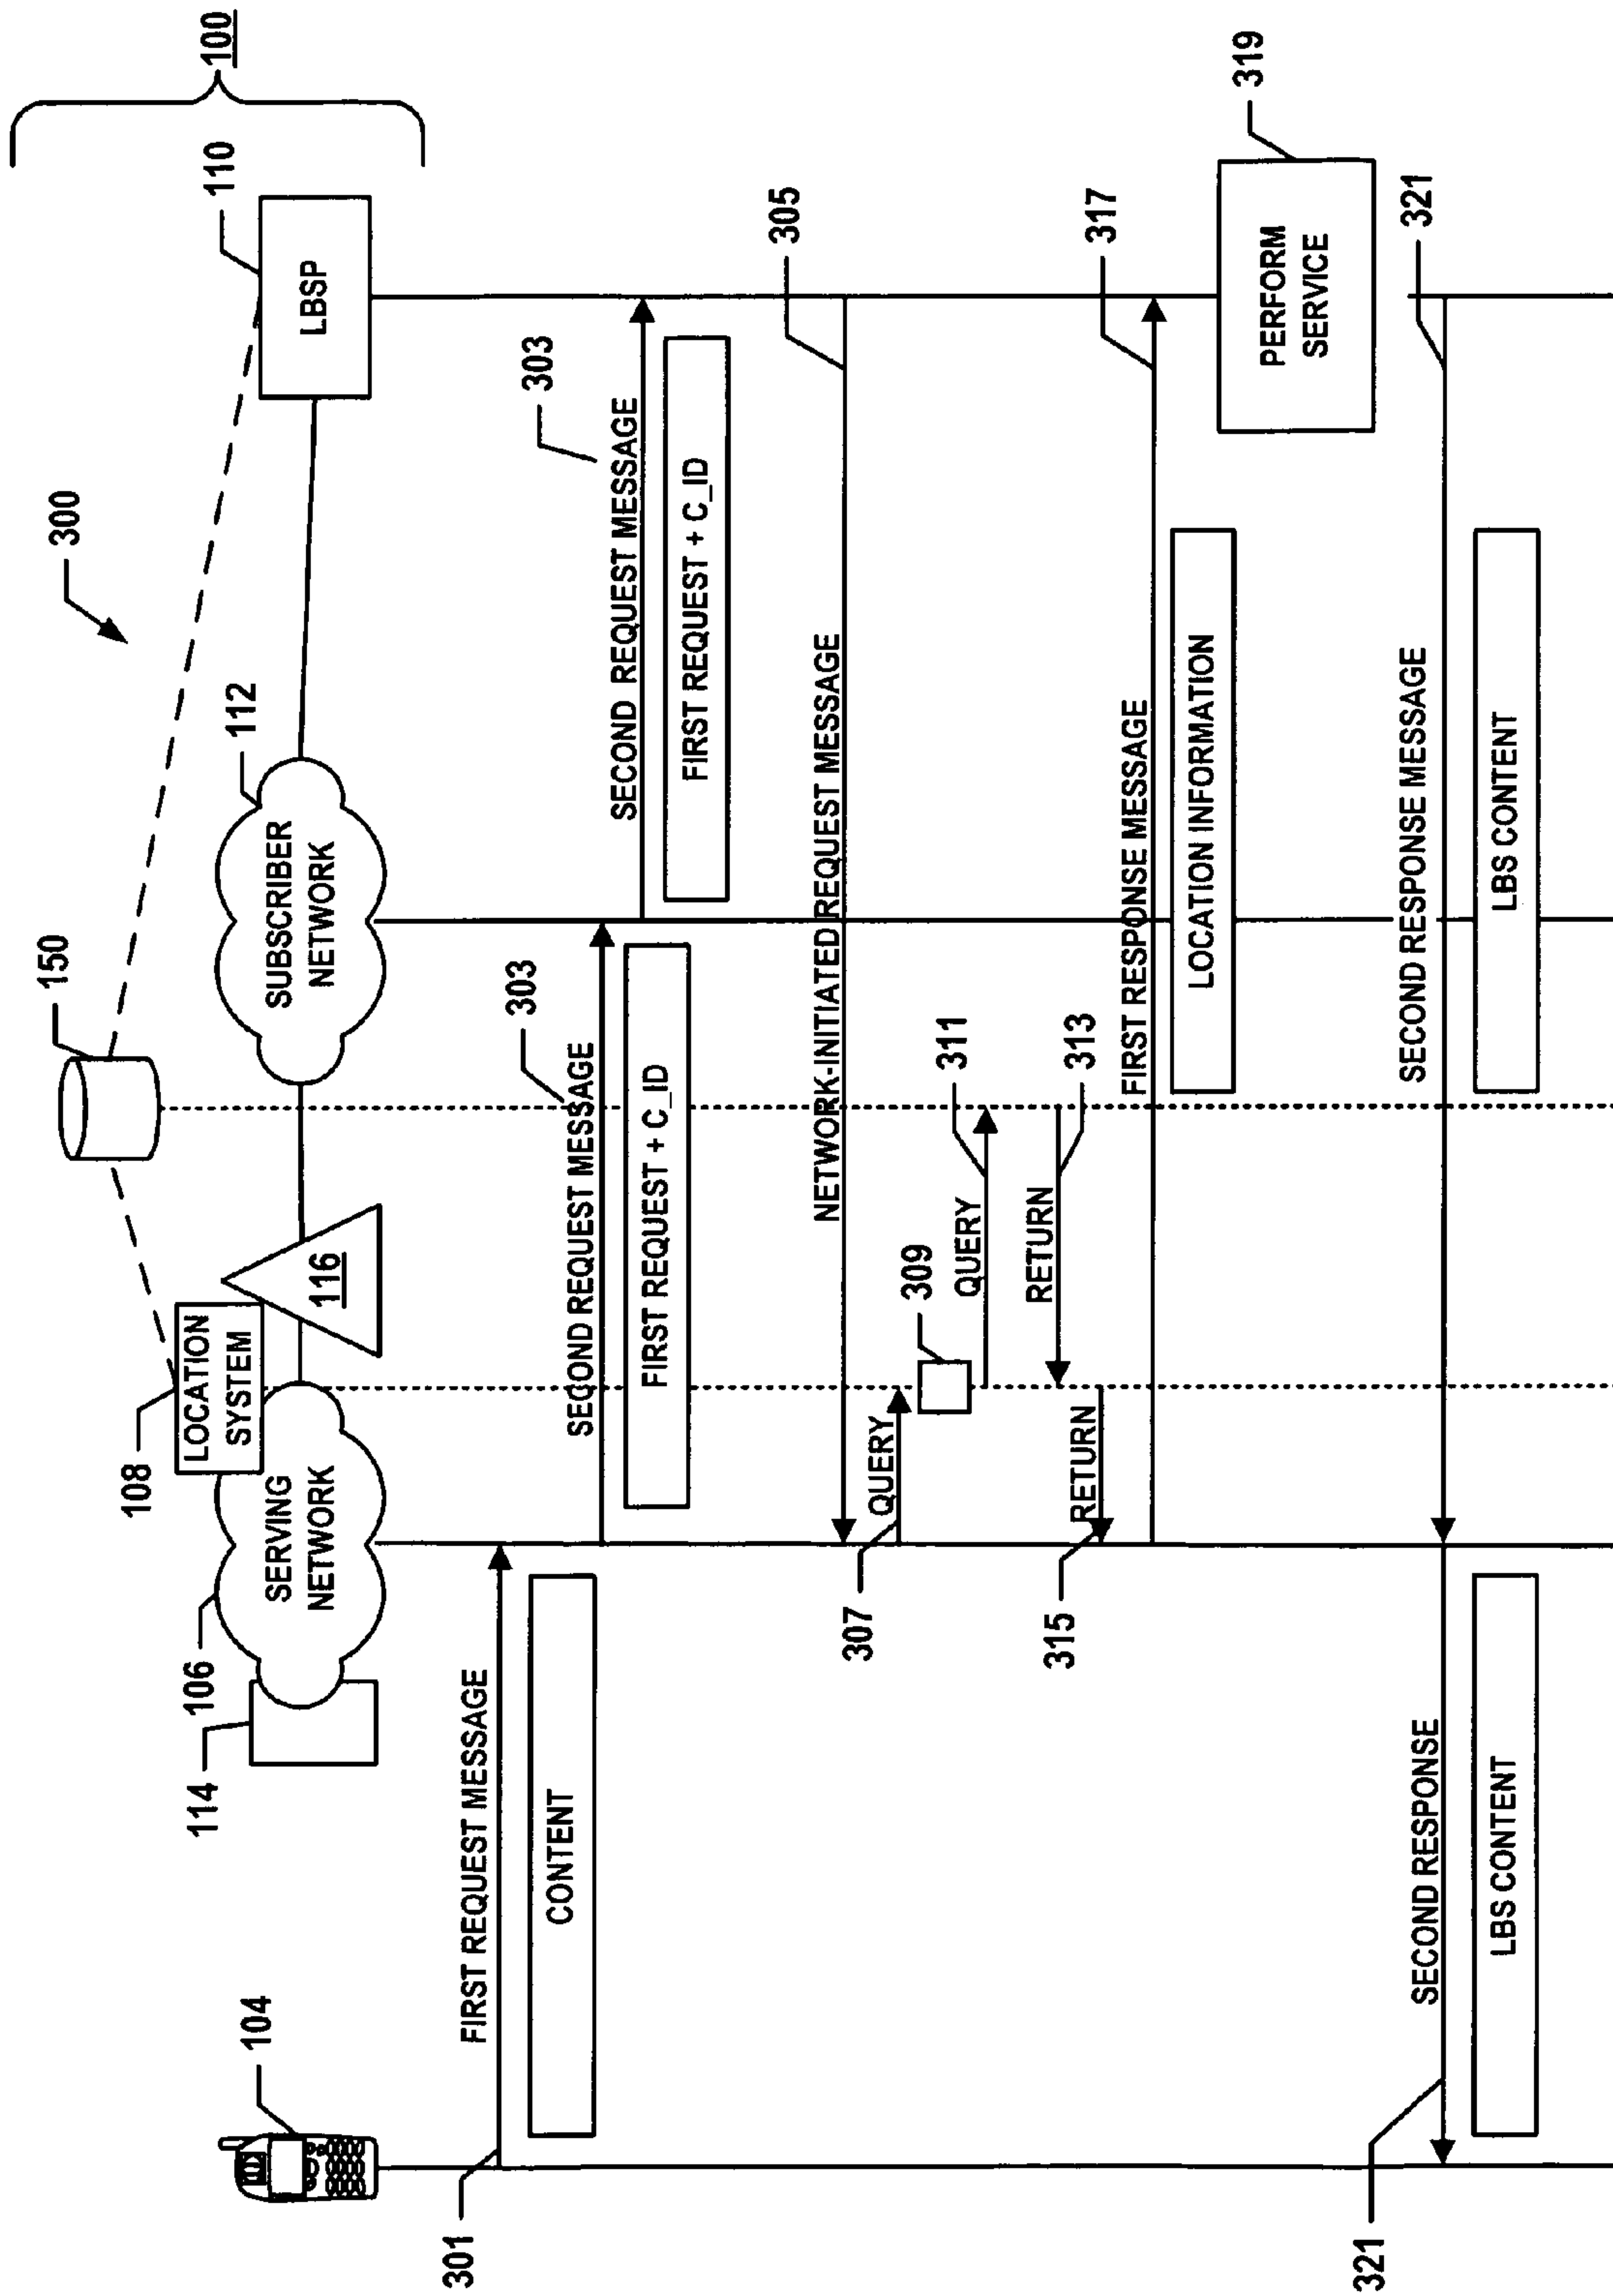 100
300
150
110
LBSP
112
SUBSCRIBER
NETWORK
108
LOCATION
SYSTEM
116
106
SERVING
NETWORK
114
104
301
FIRST REQUEST MESSAGE
CONTENT
303
SECOND REQUEST MESSAGE
FIRST REQUEST + C_ID
303
SECOND REQUEST MESSAGE
FIRST REQUEST + C_ID
305
NETWORK-INITIATED REQUEST MESSAGE
307
QUERY
309
311
QUERY
313
RETURN
315
RETURN
317
FIRST RESPONSE MESSAGE
LOCATION INFORMATION
319
PERFORM
SERVICE
321
SECOND RESPONSE MESSAGE
LBS CONTENT
321
SECOND RESPONSE
LBS CONTENT